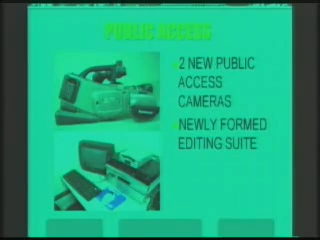 PUBLIC ACCESS
2 NEW PUBLIC
ACCESS
CAMERAS
NEWLY FORMED
EDITING SUITE